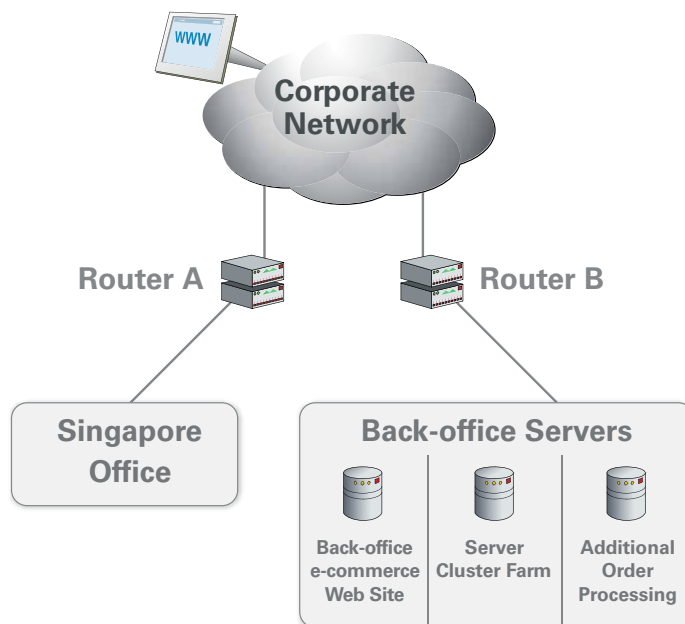 WWW
Corporate
Network
Router A
Router B
Singapore
Office
Back-office Servers
Back-office
e-commerce
Web Site
Server
Cluster Farm
Additional
Order
Processing